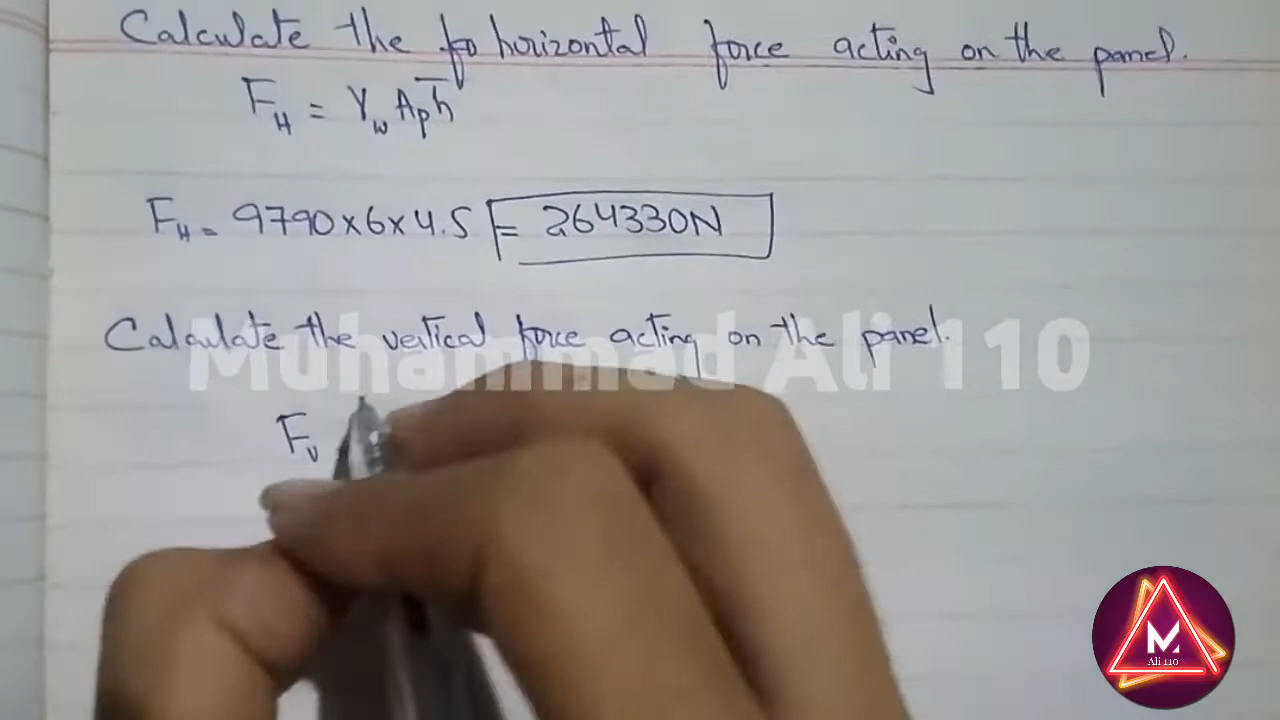 Calculate the fo horizontal force acting on the panel.
F_H = γ_w A_p h̄
F_H = 9790×6×4.5 = 264330N
Calculate the vertical force acting on the panel.
Muhammad Ali 110
F_v
M
Ali 110